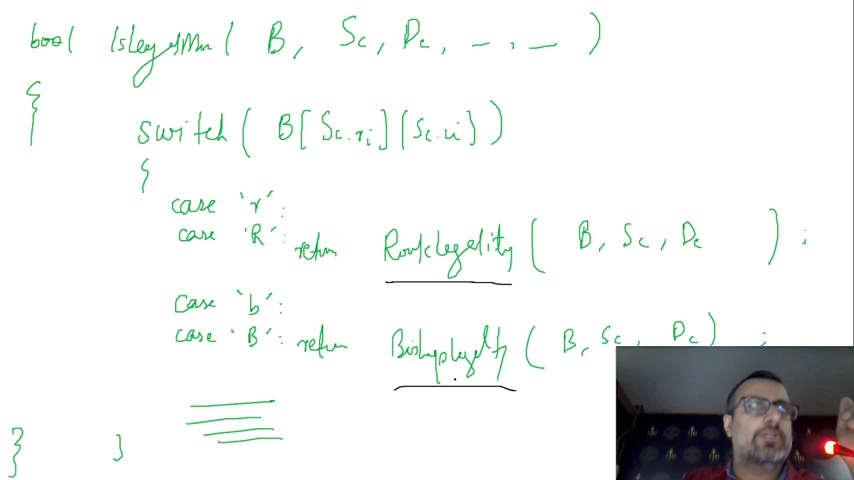 bool IsLegalMov( B, Sc, Dc, _ , _ )
{
switch( B[Sc.ri][Sc.ci])
{
case 'r':
case 'R': return RookLegality( B, Sc, Dc );
case 'b':
case 'B': return BishopLegality( B, Sc, Dc) ;
} }